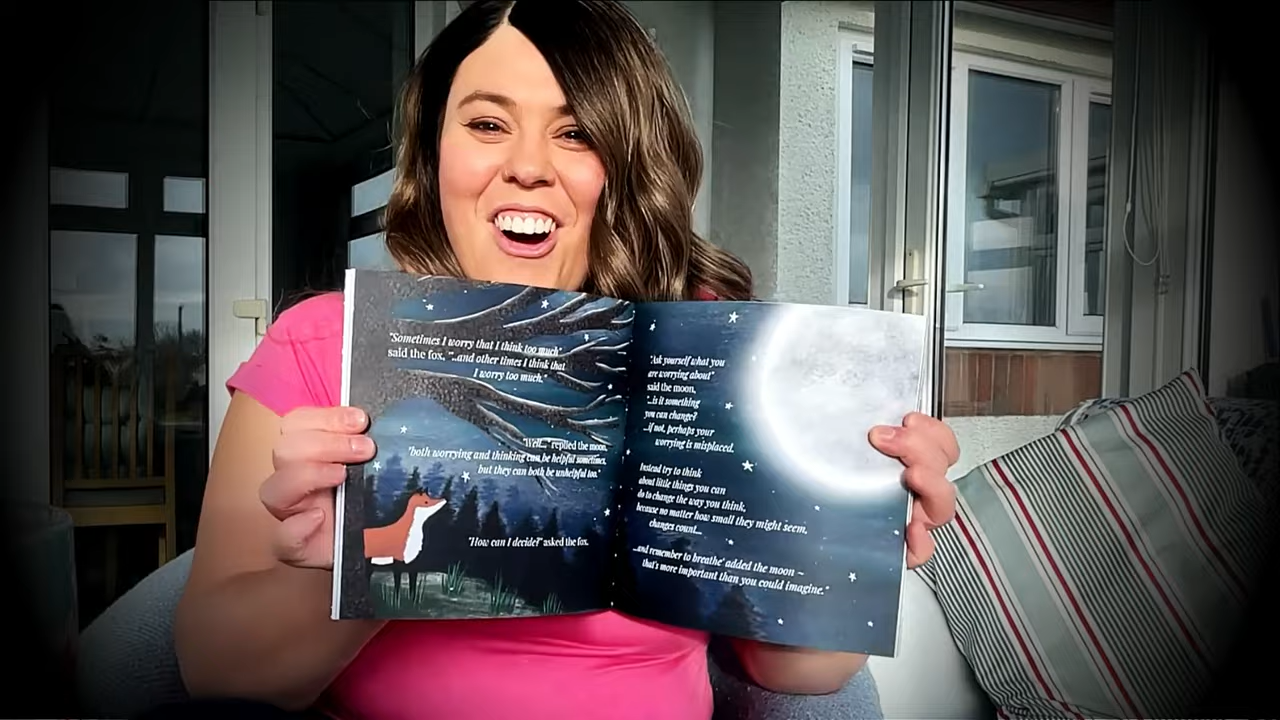 "Sometimes I worry that I think too much"
said the fox, "...and other times I think that
I worry too much."
"Well..." replied the moon,
"both worrying and thinking can be helpful sometimes,
but they can both be unhelpful too."
"How can I decide?" asked the fox.
"Ask yourself what you
are worrying about"
said the moon,
"...is it something
you can change?
...if not, perhaps your
worrying is misplaced.
Instead try to think
about little things you can
do to change the way you think,
because no matter how small they might seem,
changes count...
...and remember to breathe" added the moon –
that's more important than you could imagine."